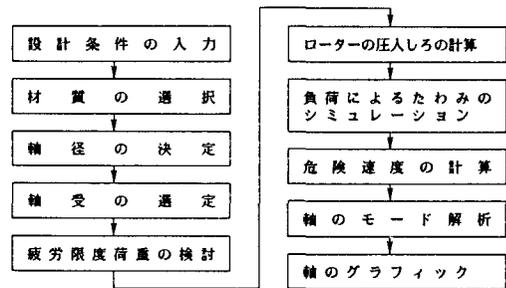 設計条件の入力
材質の選択
軸径の決定
軸受の選定
疲労限度荷重の検討
ローターの圧入しろの計算
負荷によるたわみの
シミュレーション
危険速度の計算
軸のモード解析
軸のグラフィック